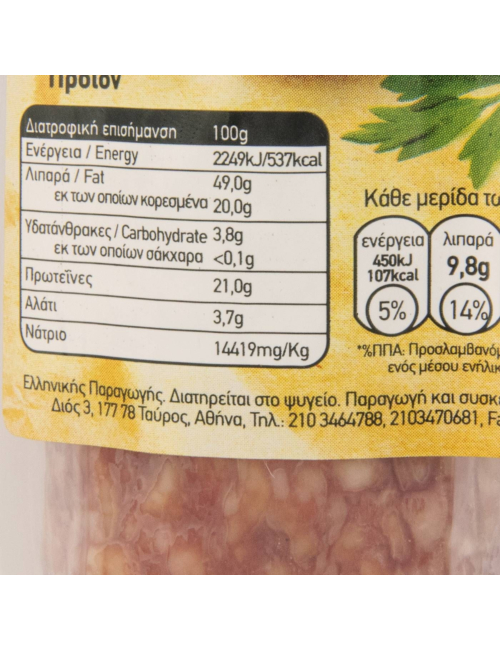 Προϊόν
Διατροφική επισήμανση 100g
Ενέργεια / Energy 2249kJ/537kcal
Λιπαρά / Fat 49,0g
εκ των οποίων κορεσμένα 20,0g
Υδατάνθρακες / Carbohydrate 3,8g
εκ των οποίων σάκχαρα <0,1g
Πρωτεΐνες 21,0g
Αλάτι 3,7g
Νάτριο 14419mg/Kg
Κάθε μερίδα τω
ενέργεια λιπαρά
450kJ
107kcal 9,8g
5% 14%
*%ΠΠΑ: Προσλαμβανόμ
ενός μέσου ενήλικ
Ελληνικής Παραγωγής. Διατηρείται στο ψυγείο. Παραγωγή και συσκε
Διός 3, 177 78 Ταύρος, Αθήνα, Τηλ.: 210 3464788, 2103470681, Fa